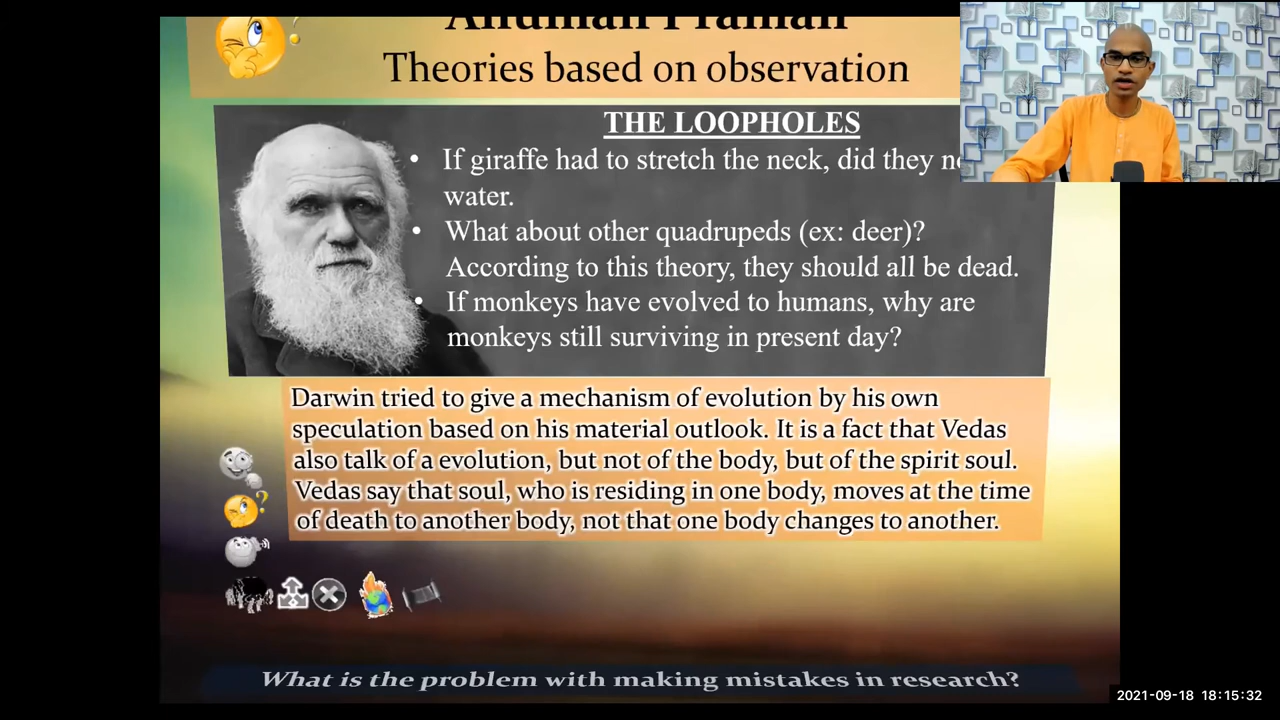 Anuman Praman
Theories based on observation
THE LOOPHOLES
• If giraffe had to stretch the neck, did they
water.
• What about other quadrupeds (ex: deer)?
According to this theory, they should all be dead.
• If monkeys have evolved to humans, why are
monkeys still surviving in present day?
Darwin tried to give a mechanism of evolution by his own
speculation based on his material outlook. It is a fact that Vedas
also talk of a evolution, but not of the body, but of the spirit soul.
Vedas say that soul, who is residing in one body, moves at the time
of death to another body, not that one body changes to another.
What is the problem with making mistakes in research?
2021-09-18 18:15:32